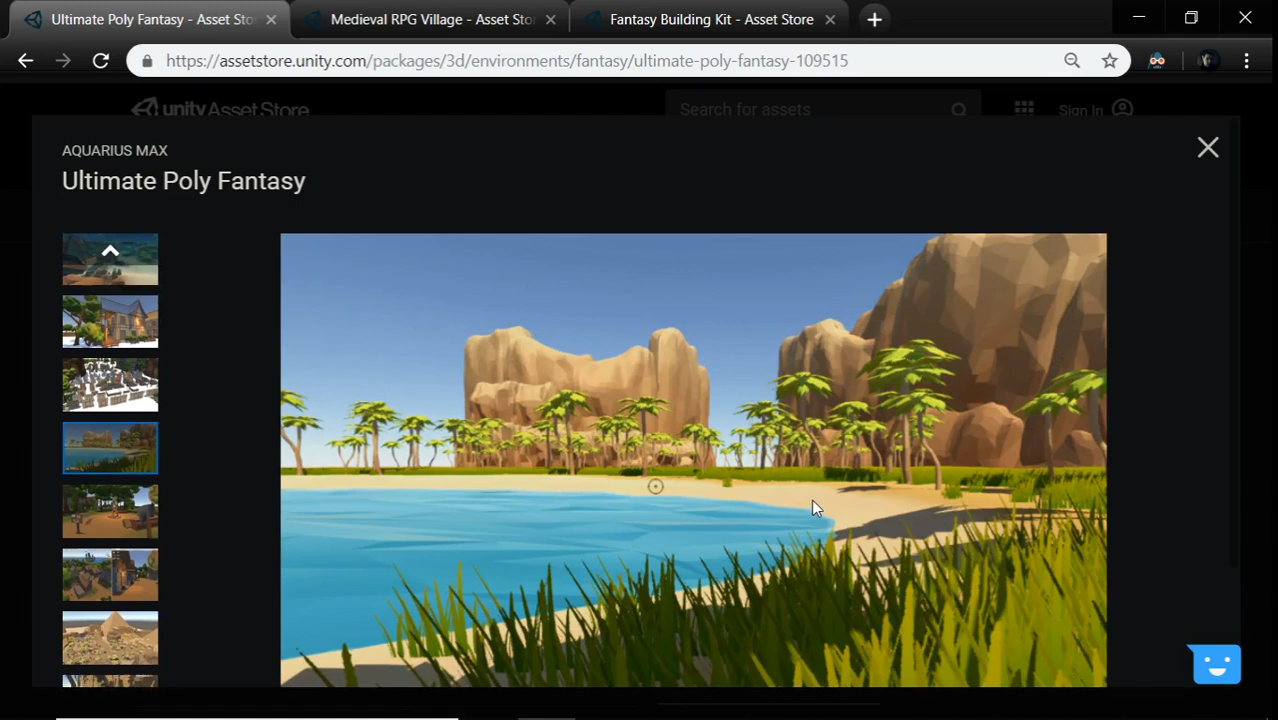 Ultimate Poly Fantasy - Asset Sto
Medieval RPG Village - Asset Sto
Fantasy Building Kit - Asset Store
https://assetstore.unity.com/packages/3d/environments/fantasy/ultimate-poly-fantasy-109515
unity Asset Store
Search for assets
Sign In
AQUARIUS MAX
Ultimate Poly Fantasy